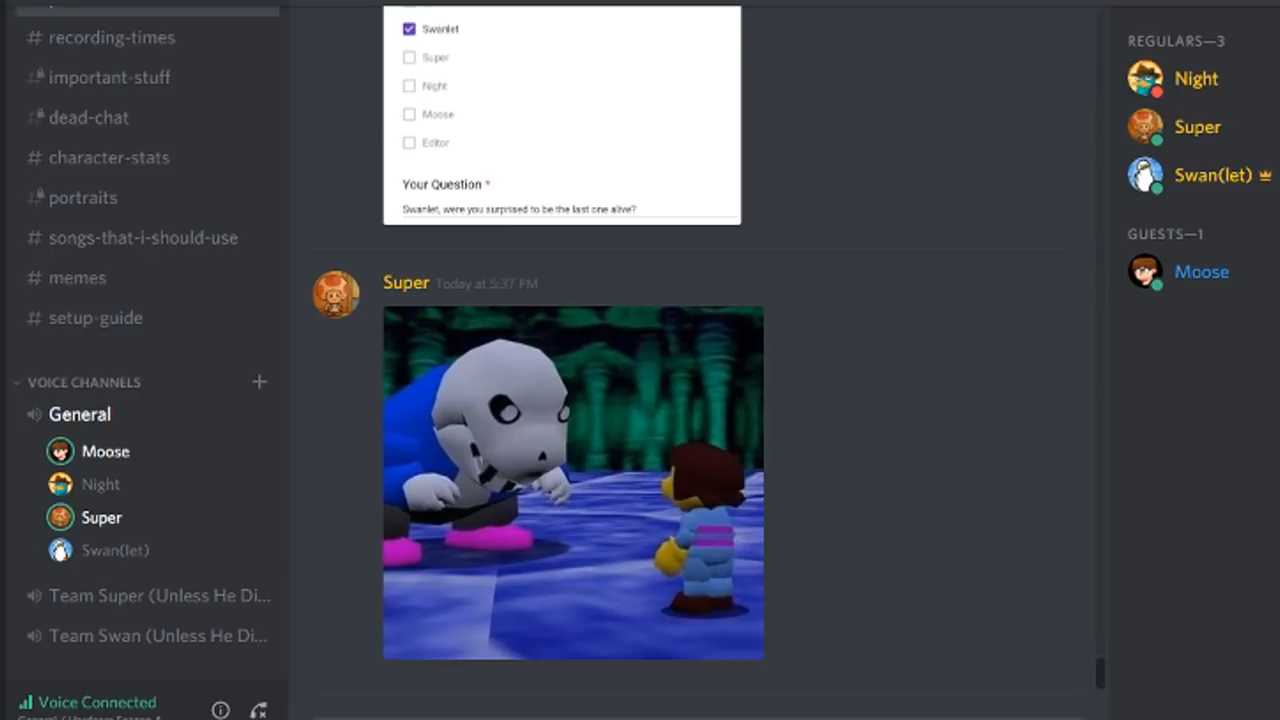 recording-times
important-stuff
dead-chat
character-stats
portraits
songs-that-i-should-use
memes
setup-guide
VOICE CHANNELS
General
Moose
Night
Super
Swan(let)
Team Super (Unless He Di...
Team Swan (Unless He Di...
Voice Connected
Swanlet
Super
Night
Moose
Editor
Your Question *
Swanlet, were you surprised to be the last one alive?
Super Today at 5:37 PM
REGULARS—3
Night
Super
Swan(let)
GUESTS—1
Moose